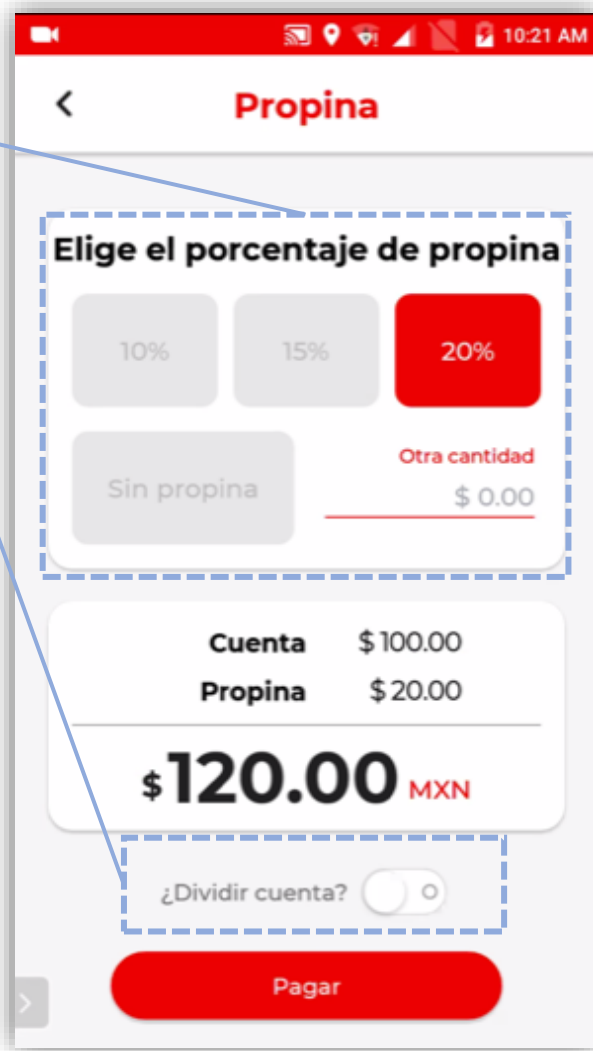 10:21 AM
Propina
Elige el porcentaje de propina
10% 15% 20%
Otra cantidad
Sin propina $ 0.00
Cuenta $ 100.00
Propina $ 20.00
$ 120.00 MXN
¿Dividir cuenta?
Pagar